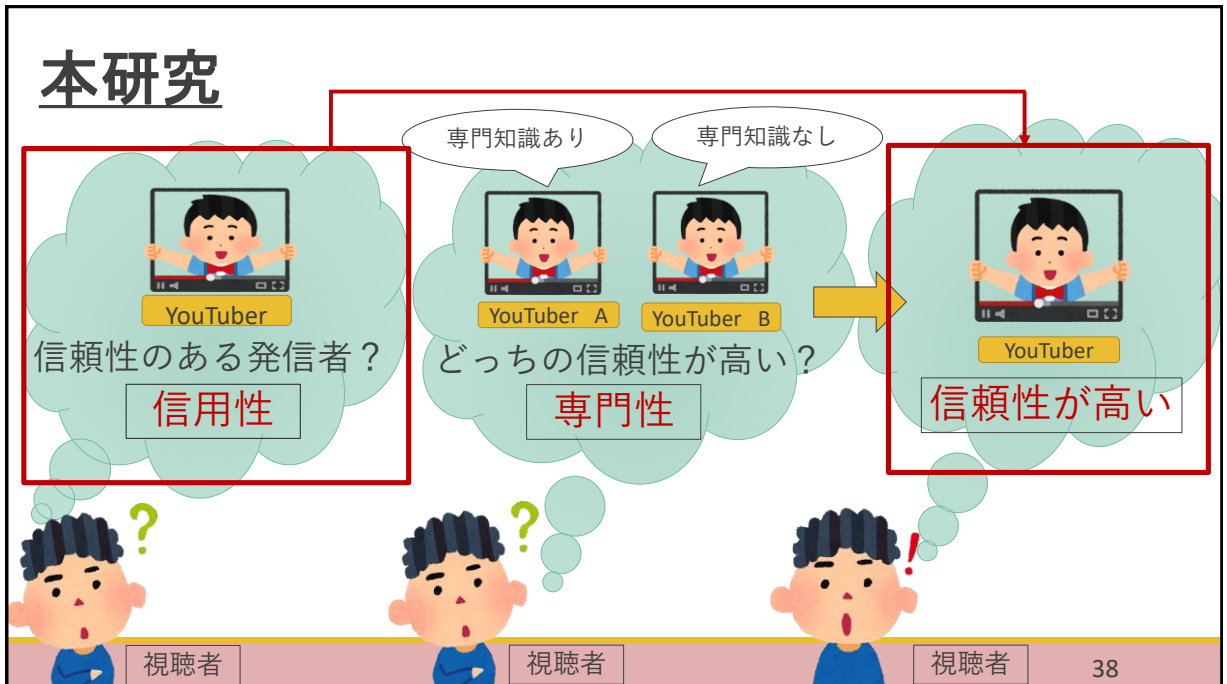 本研究
専門知識あり
専門知識なし
YouTuber
信頼性のある発信者？
信用性
YouTuber A
YouTuber B
どっちの信頼性が高い？
専門性
YouTuber
信頼性が高い
?
?
!
視聴者
視聴者
視聴者
38